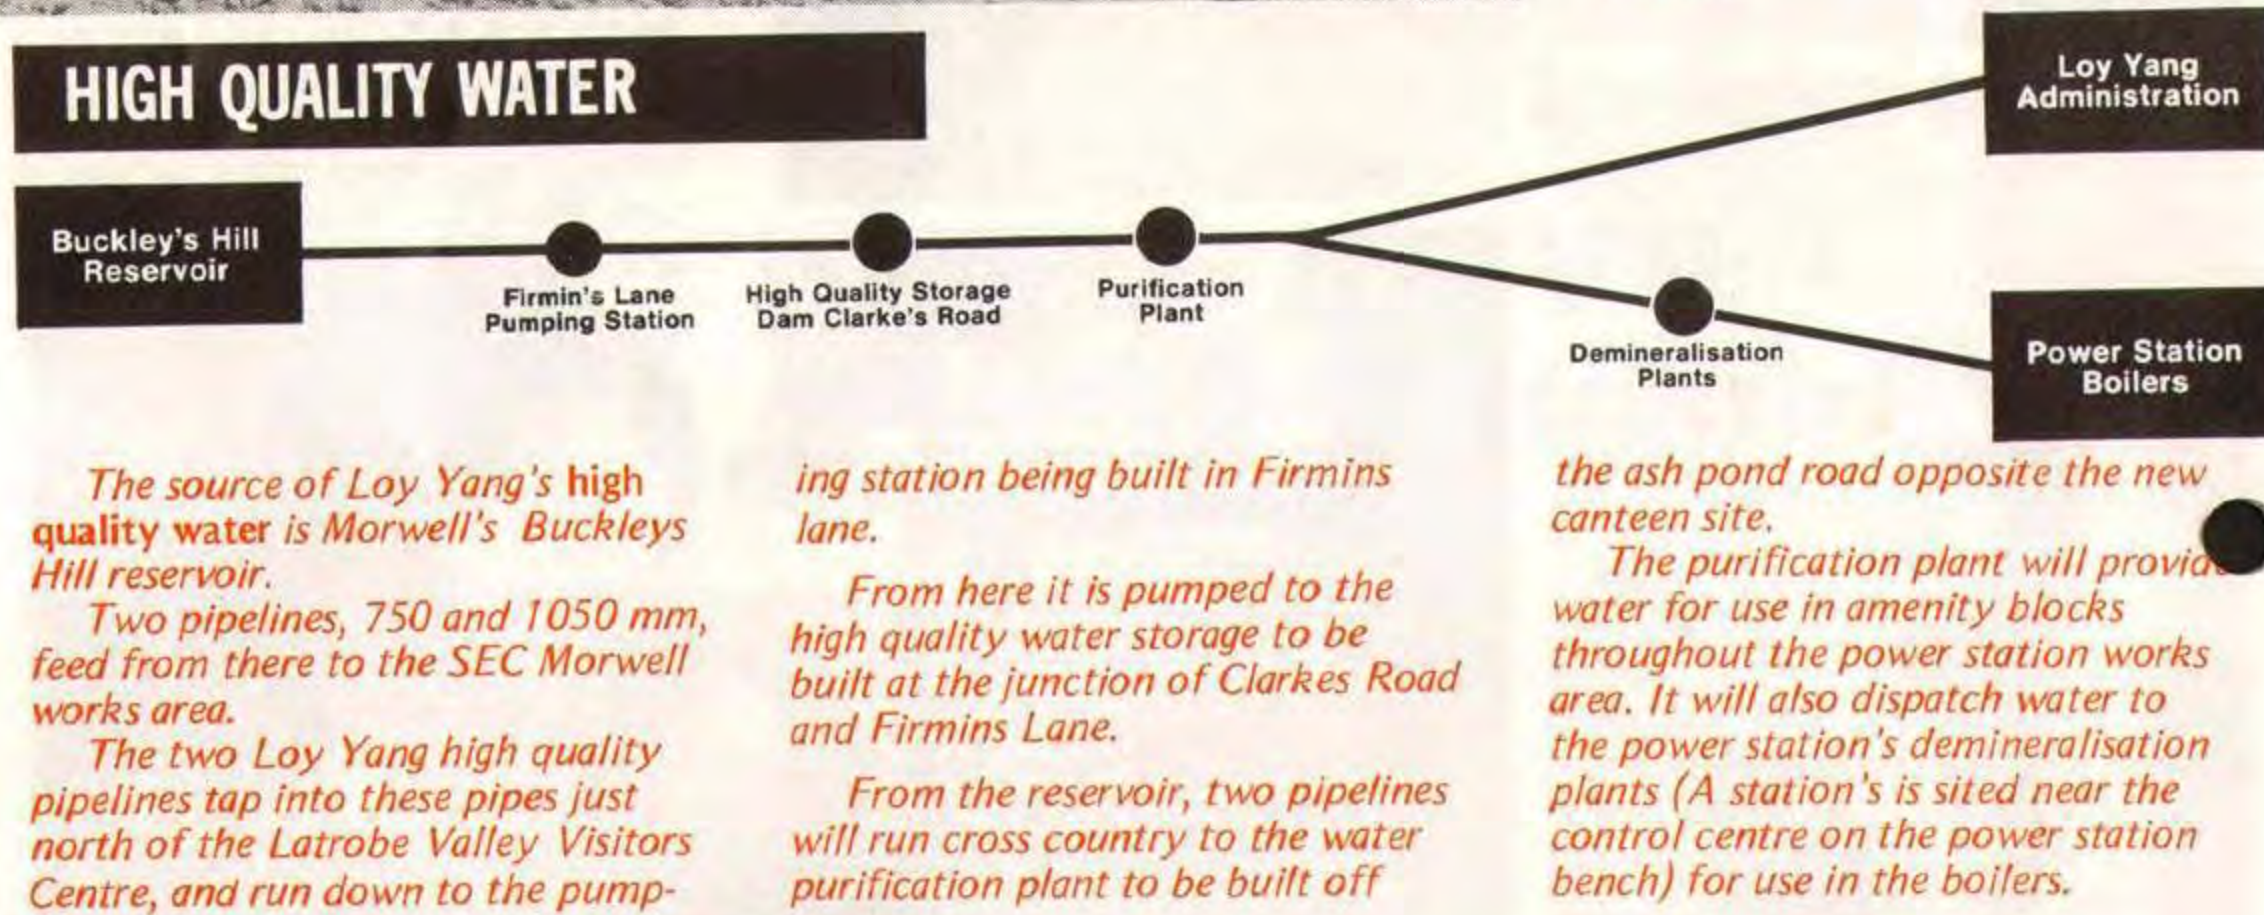 HIGH QUALITY WATER
Loy Yang
Administration
Buckley's Hill
Reservoir
Firmin's Lane
Pumping Station
High Quality Storage
Dam Clarke's Road
Purification
Plant
Demineralisation
Plants
Power Station
Boilers
The source of Loy Yang's high
quality water is Morwell's Buckleys
Hill reservoir.
Two pipelines, 750 and 1050 mm,
feed from there to the SEC Morwell
works area.
The two Loy Yang high quality
pipelines tap into these pipes just
north of the Latrobe Valley Visitors
Centre, and run down to the pump-
ing station being built in Firmins
lane.
From here it is pumped to the
high quality water storage to be
built at the junction of Clarkes Road
and Firmins Lane.
From the reservoir, two pipelines
will run cross country to the water
purification plant to be built off
the ash pond road opposite the new
canteen site.
The purification plant will provide
water for use in amenity blocks
throughout the power station works
area. It will also dispatch water to
the power station's demineralisation
plants (A station's is sited near the
control centre on the power station
bench) for use in the boilers.